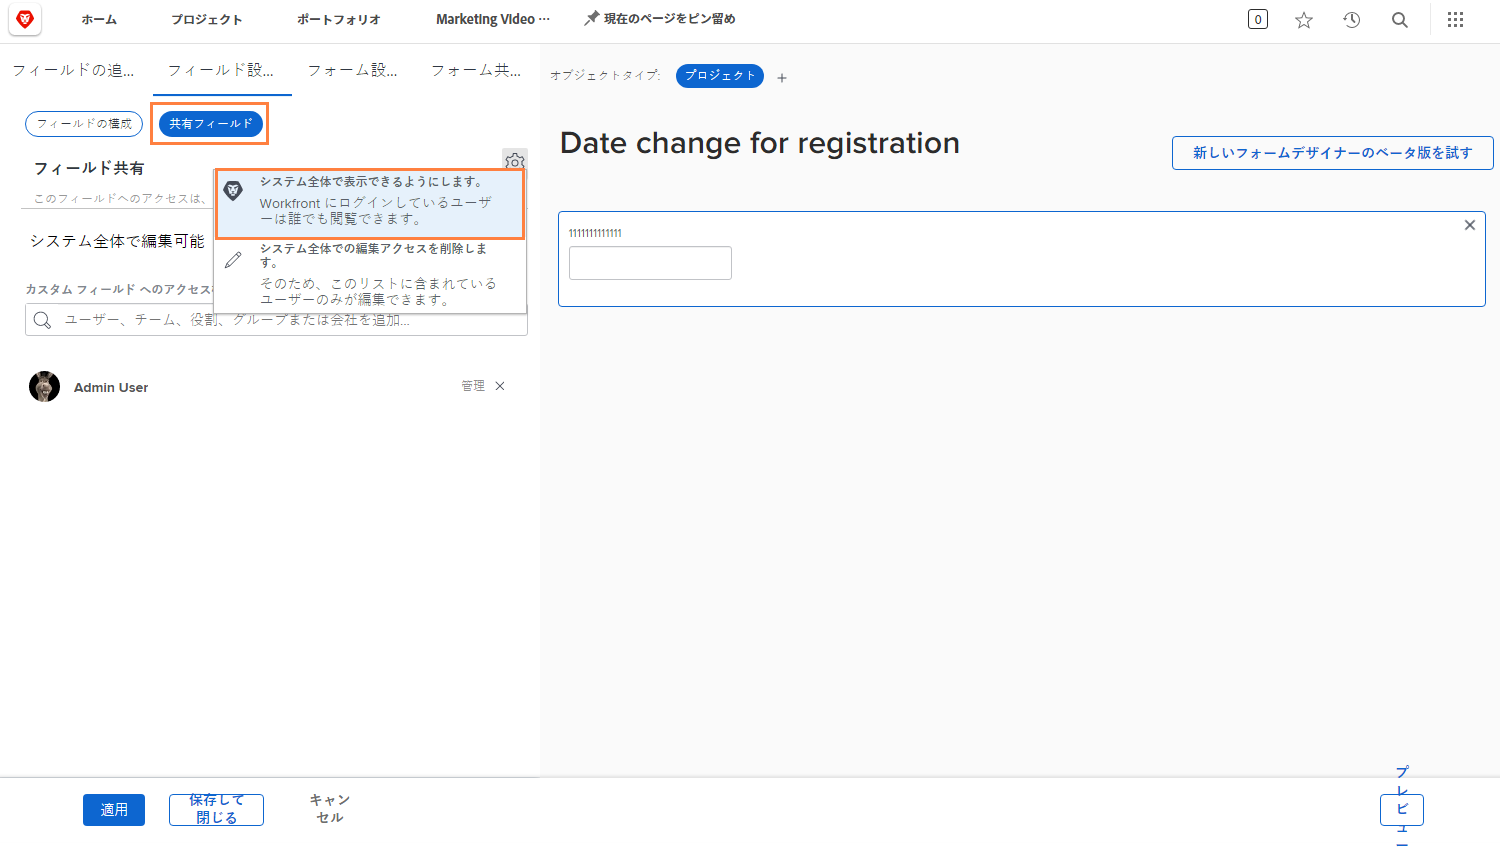 ホーム
プロジェクト
ポートフォリオ
Marketing Video ...
現在のページをピン留め
0
フィールドの追...
フィールド設...
フォーム設...
フォーム共...
フィールドの構成
共有フィールド
フィールド共有
このフィールドへのアクセスは、
システム全体で編集可能
システム全体で表示できるようにします。
Workfront にログインしているユーザ
ーは誰でも閲覧できます。
システム全体での編集アクセスを削除しま
す。
そのため、このリストに含まれている
ユーザーのみが編集できます。
カスタム フィールド へのアクセス
ユーザー、チーム、役割、グループまたは会社を追加...
Admin User
管理
オブジェクトタイプ:
プロジェクト
Date change for registration
新しいフォームデザイナーのベータ版を試す
1111111111111
適用
保存して
閉じる
キャン
セル
プ
レ
ビ
ュ
ー